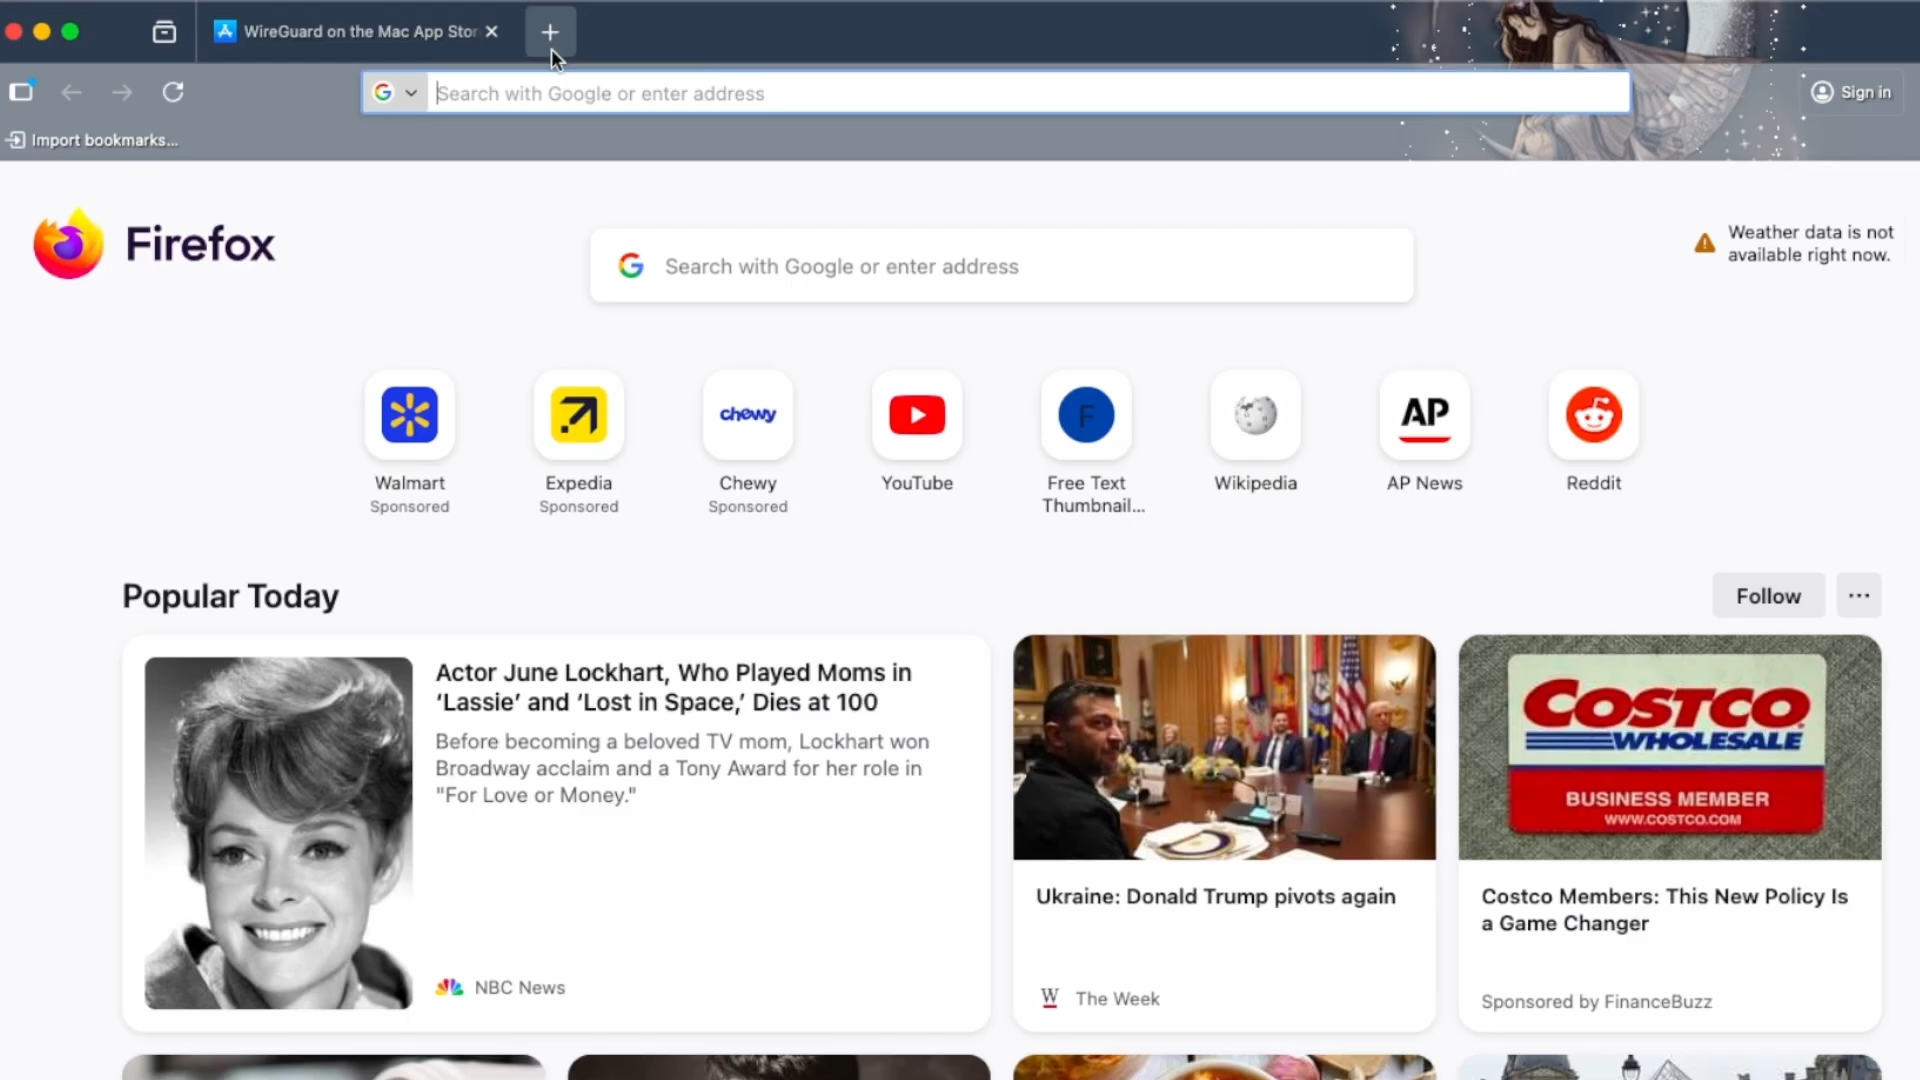 WireGuard on the Mac App Stor
Search with Google or enter address
Sign in
Import bookmarks...
Firefox
Search with Google or enter address
Weather data is not
available right now.
chewy
F
AP
Walmart
Sponsored
Expedia
Sponsored
Chewy
Sponsored
YouTube
Free Text
Thumbnail...
Wikipedia
AP News
Reddit
Popular Today
Follow
Actor June Lockhart, Who Played Moms in
‘Lassie’ and ‘Lost in Space,’ Dies at 100
Before becoming a beloved TV mom, Lockhart won
Broadway acclaim and a Tony Award for her role in
"For Love or Money."
NBC News
Ukraine: Donald Trump pivots again
W
The Week
COSTCO
WHOLESALE
BUSINESS MEMBER
WWW.COSTCO.COM
Costco Members: This New Policy Is
a Game Changer
Sponsored by FinanceBuzz